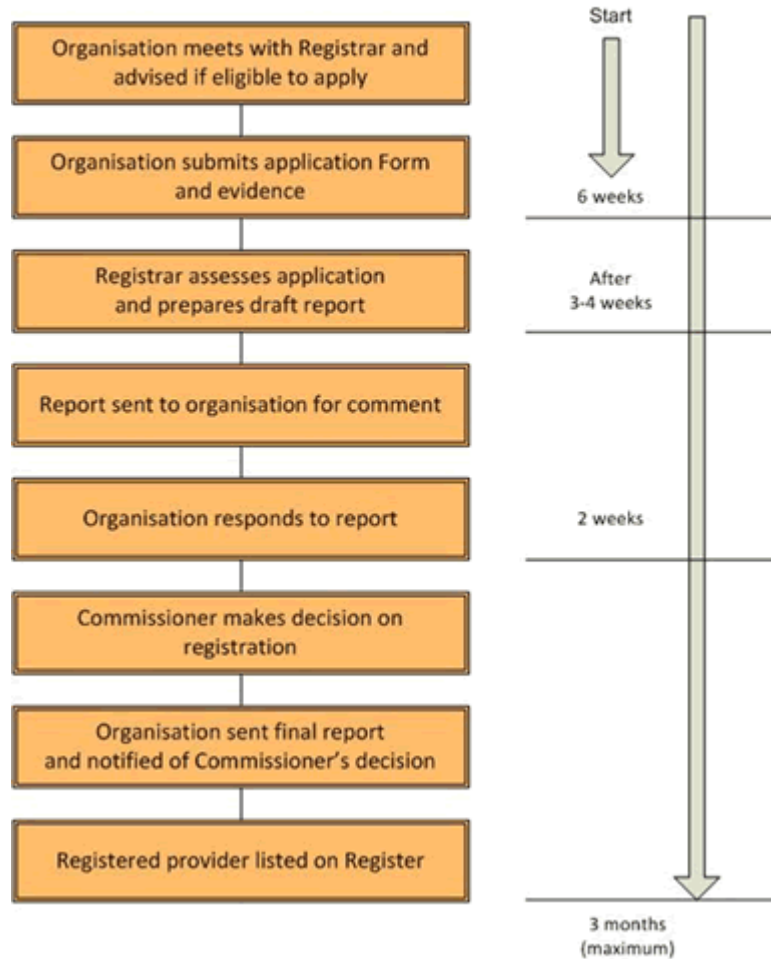 Start
Organisation meets with Registrar and
advised if eligible to apply
Organisation submits application Form
and evidence
6 weeks
Registrar assesses application
and prepares draft report
After
3-4 weeks
Report sent to organisation for comment
Organisation responds to report
2 weeks
Commissioner makes decision on
registration
Organisation sent final report
and notified of Commissioner's decision
Registered provider listed on Register
3 months
(maximum)